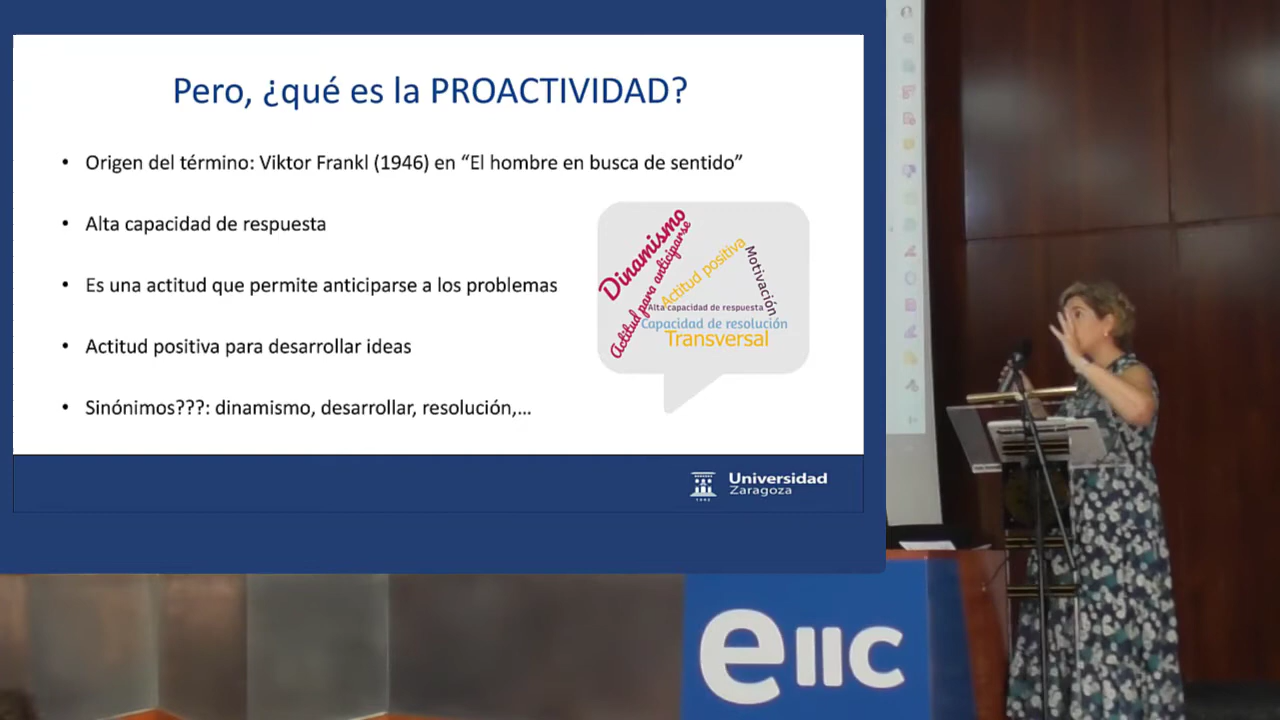 Pero, ¿qué es la PROACTIVIDAD?
• Origen del término: Viktor Frankl (1946) en “El hombre en busca de sentido”
• Alta capacidad de respuesta
• Es una actitud que permite anticiparse a los problemas
• Actitud positiva para desarrollar ideas
• Sinónimos???: dinamismo, desarrollar, resolución,...
Dinamismo
Actitud para anticiparse
Actitud positiva
Motivación
Alta capacidad de respuesta
Capacidad de resolución
Transversal
Universidad
Zaragoza
1542
eIIC